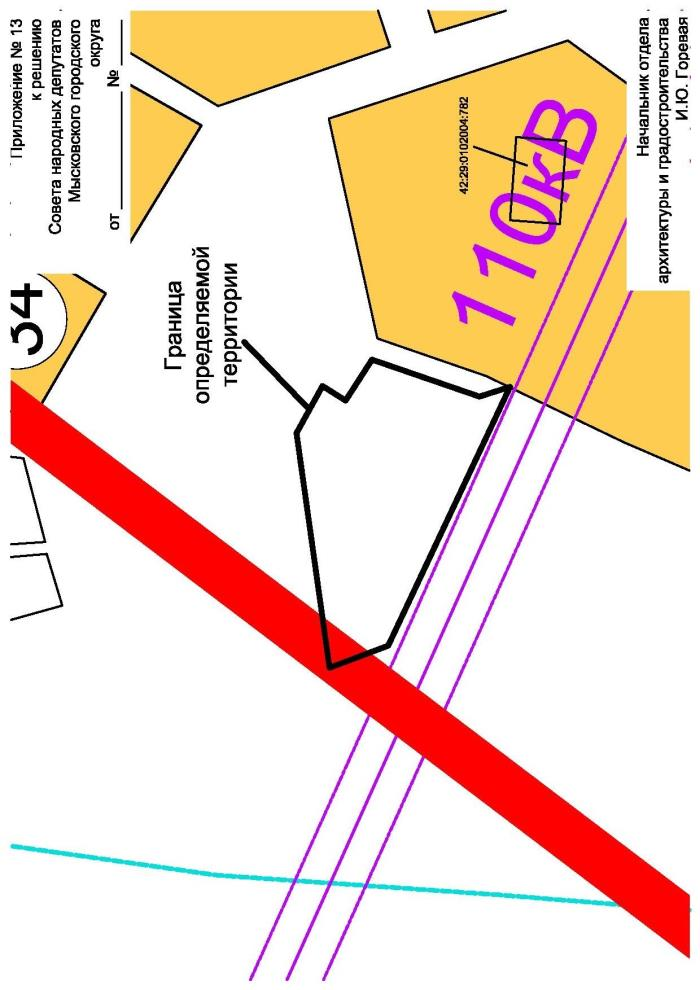 Приложение № 13
к решению
Совета народных депутатов
Мысковского городского
округа
от ________ № ____
34
Граница
определяемой
территории
42:29:0102004:782
110кВ
Начальник отдела
архитектуры и градостроительства
И.Ю. Горевая